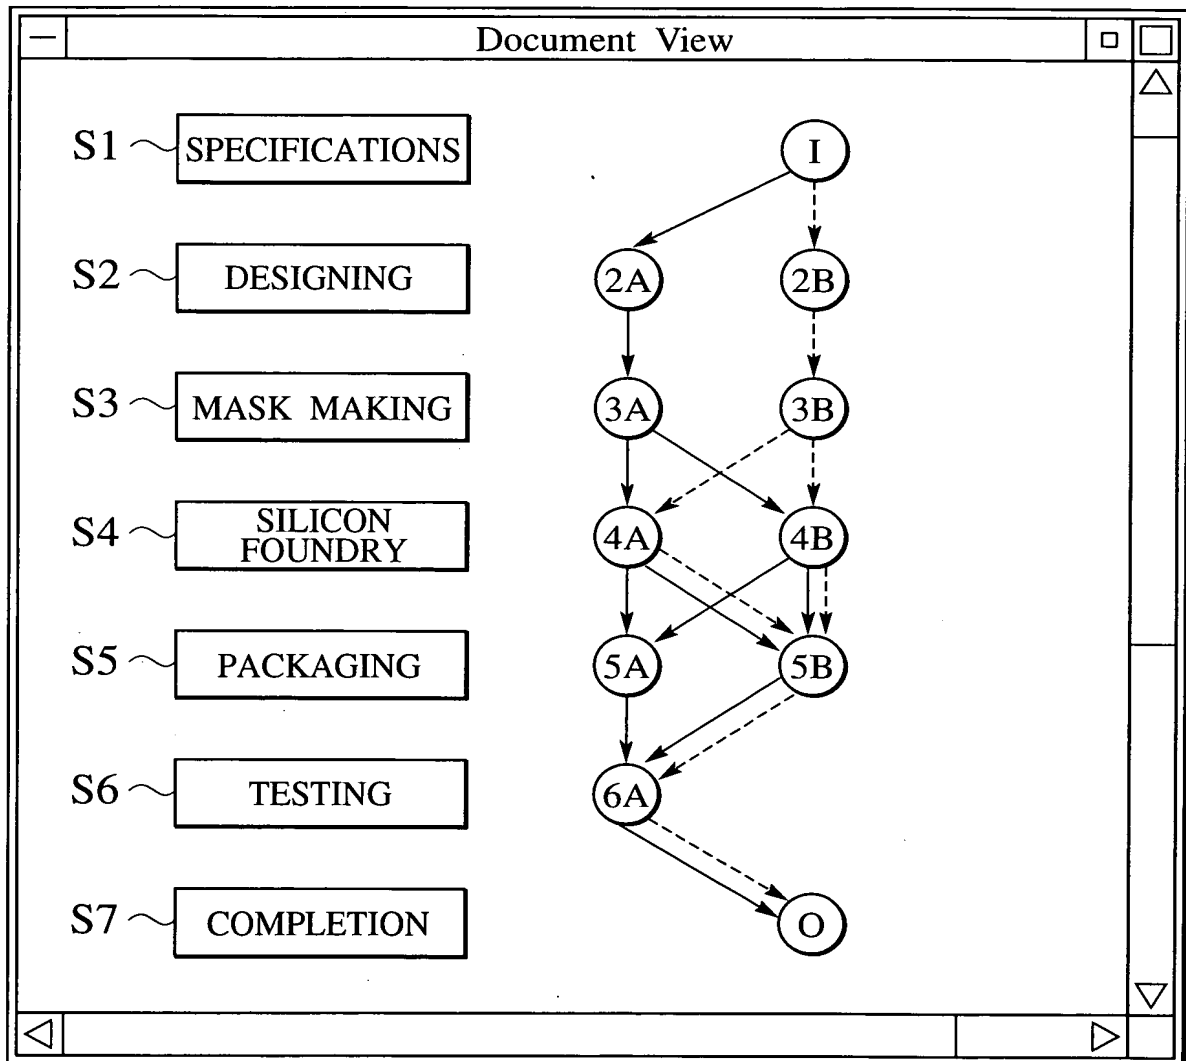 Document View
S1 SPECIFICATIONS I
S2 DESIGNING 2A 2B
S3 MASK MAKING 3A 3B
S4 SILICON FOUNDRY 4A 4B
S5 PACKAGING 5A 5B
S6 TESTING 6A
S7 COMPLETION O